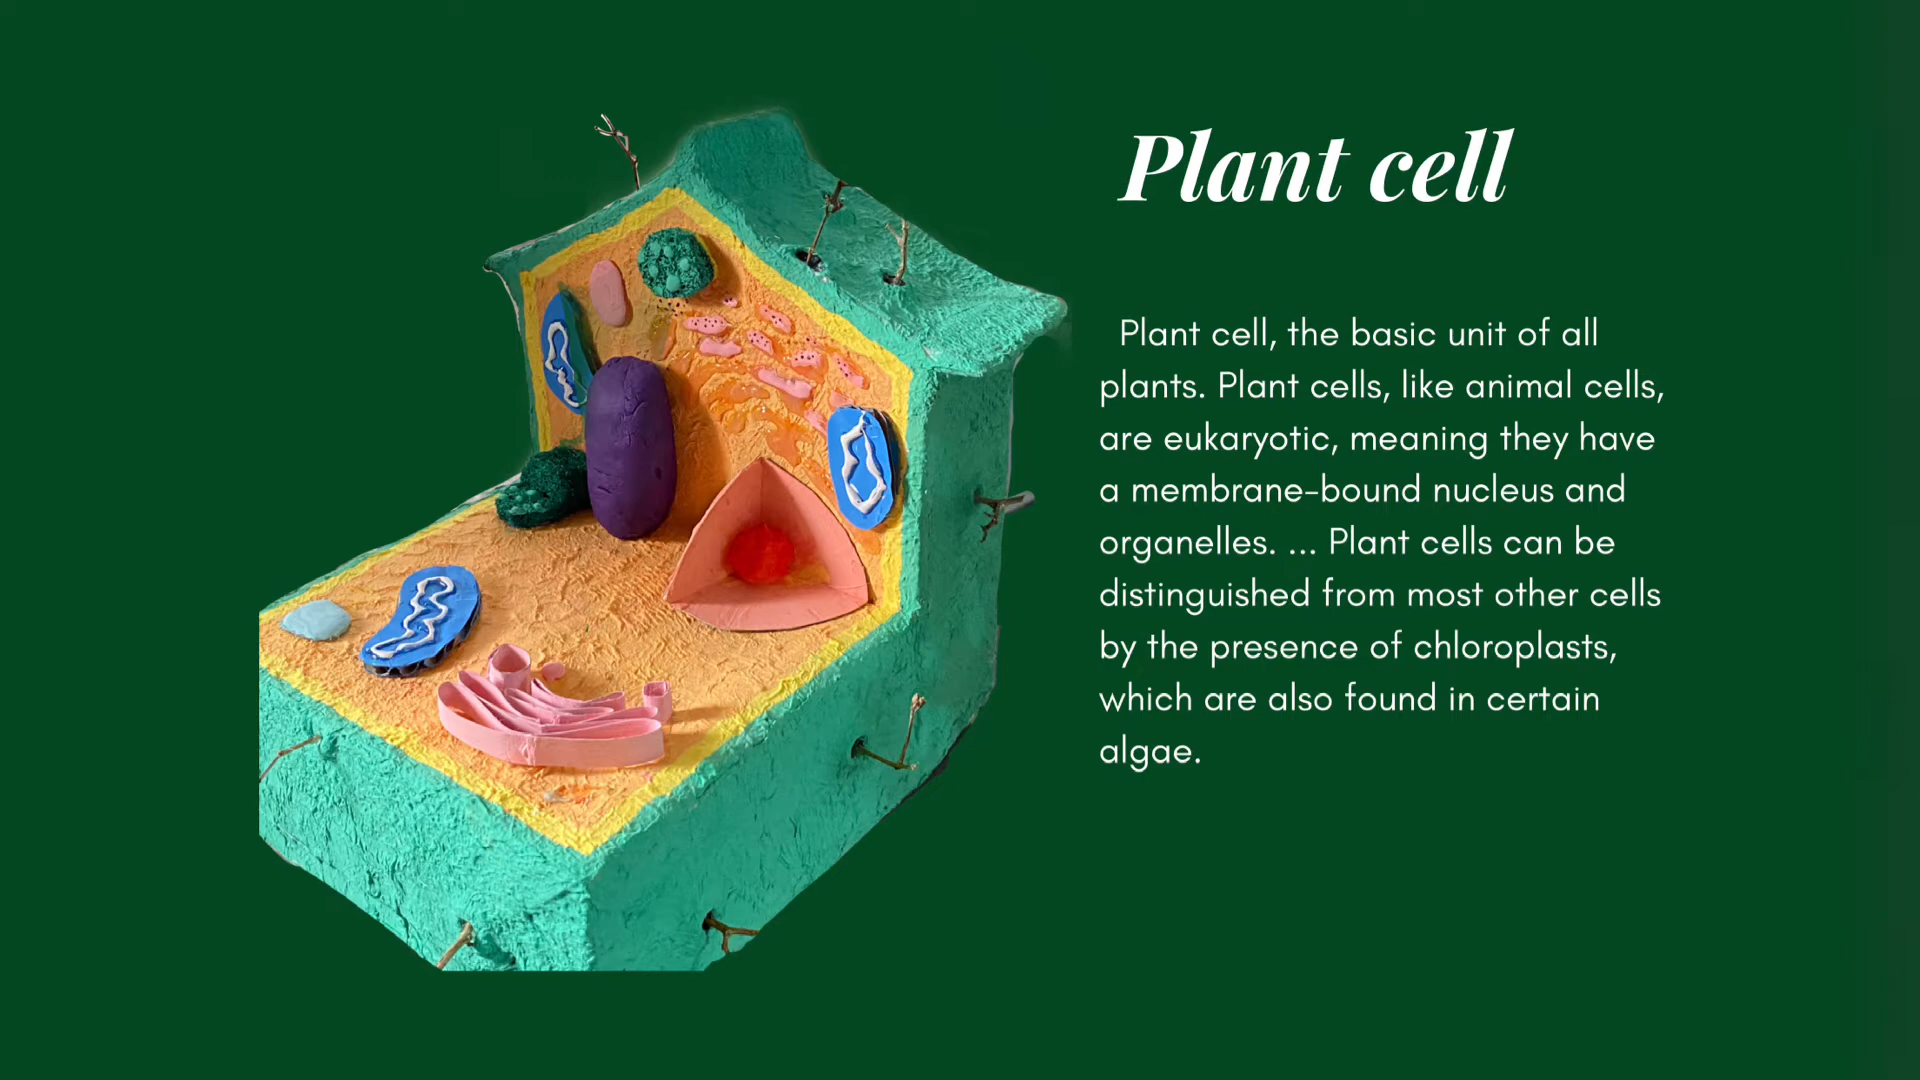 Plant cell
Plant cell, the basic unit of all
plants. Plant cells, like animal cells,
are eukaryotic, meaning they have
a membrane-bound nucleus and
organelles. ... Plant cells can be
distinguished from most other cells
by the presence of chloroplasts,
which are also found in certain
algae.